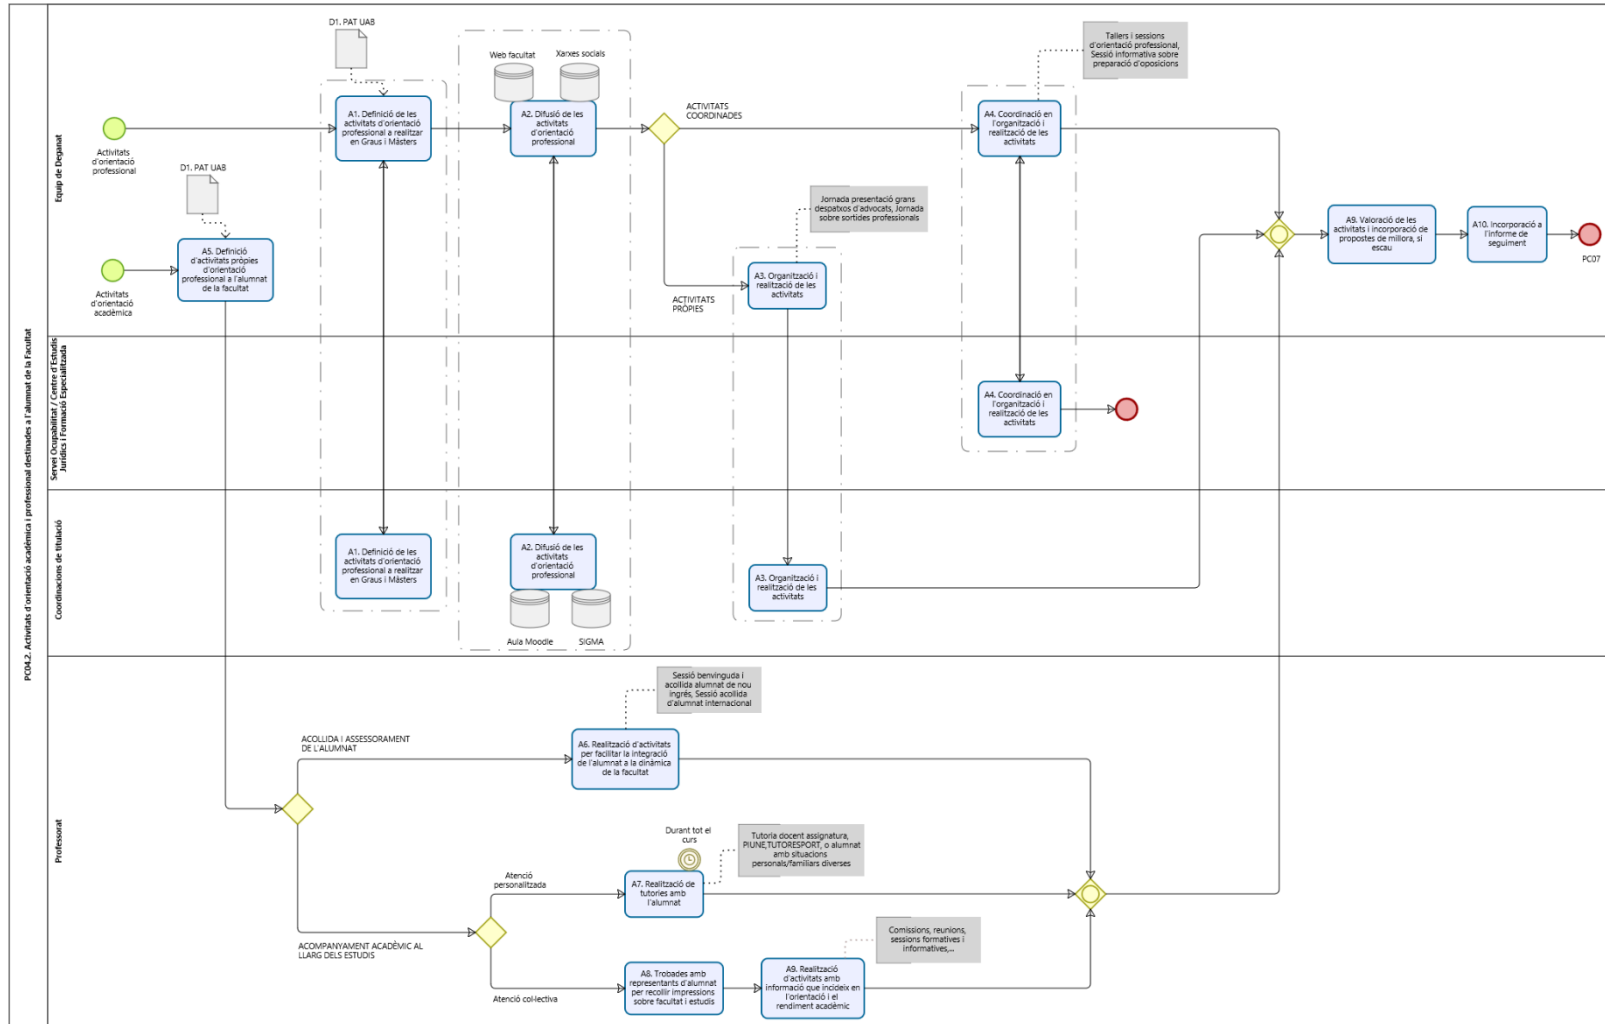 PC04.2. Activitats d'orientació acadèmica i professional destinades a l'alumnat de la Facultat
Equip de Deganat
D1. PAT UAB
Activitats
d'orientació
professional
A1. Definició de les
activitats d'orientació
professional a realitzar
en Graus i Màsters
Web facultat
Xarxes socials
A2. Difusió de les
activitats
d'orientació
professional
ACTIVITATS
COORDINADES
ACTIVITATS
PRÒPIES
Tallers i sessions
d'orientació professional,
Sessió informativa sobre
preparació d'oposicions
A4. Coordinació en
l'organització i
realització de les
activitats
D1. PAT UAB
Activitats
d'orientació
acadèmica
A5. Definició
d'activitats pròpies
d'orientació
professional a l'alumnat
de la facultat
Jornada presentació grans
despatxos d'advocats, Jornada
sobre sortides professionals
A3. Organització i
realització de les
activitats
A9. Valoració de les
activitats i incorporació de
propostes de millora, si
escau
A10. Incorporació a
l'informe de
seguiment
PC07
Servei Ocupabilitat / Centre d'Estudis
Jurídics i Formació Especialitzada
A4. Coordinació en
l'organització i
realització de les
activitats
Coordinacions de titulació
A1. Definició de les
activitats d'orientació
professional a realitzar
en Graus i Màsters
A2. Difusió de les
activitats
d'orientació
professional
Aula Moodle
SIGMA
A3. Organització i
realització de les
activitats
Professorat
ACOLLIDA I ASSESSORAMENT
DE L'ALUMNAT
Sessió benvinguda i
acollida alumnat de nou
ingrés, Sessió acollida
d'alumnat internacional
A6. Realització d'activitats
per facilitar la integració
de l'alumnat a la dinàmica
de la facultat
ACOMPANYAMENT ACADÈMIC AL
LLARG DELS ESTUDIS
Atenció
personalitzada
Durant tot el
curs
A7. Realització de
tutories amb
l'alumnat
Tutoria docent assignatura,
PIUNE,TUTORESPORT, o alumnat
amb situacions
personals/familiars diverses
Atenció col·lectiva
A8. Trobades amb
representants d'alumnat
per recollir impressions
sobre facultat i estudis
A9. Realització
d'activitats amb
informació que incideix en
l'orientació i el
rendiment acadèmic
Comissions, reunions,
sessions formatives i
informatives,...